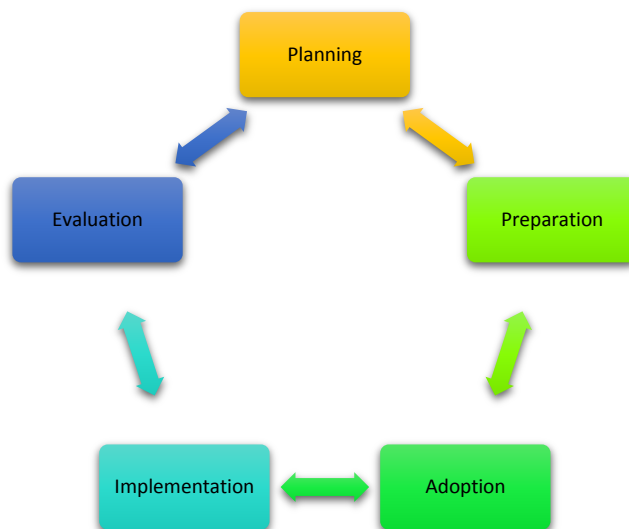 Planning
Evaluation
Preparation
Implementation
Adoption